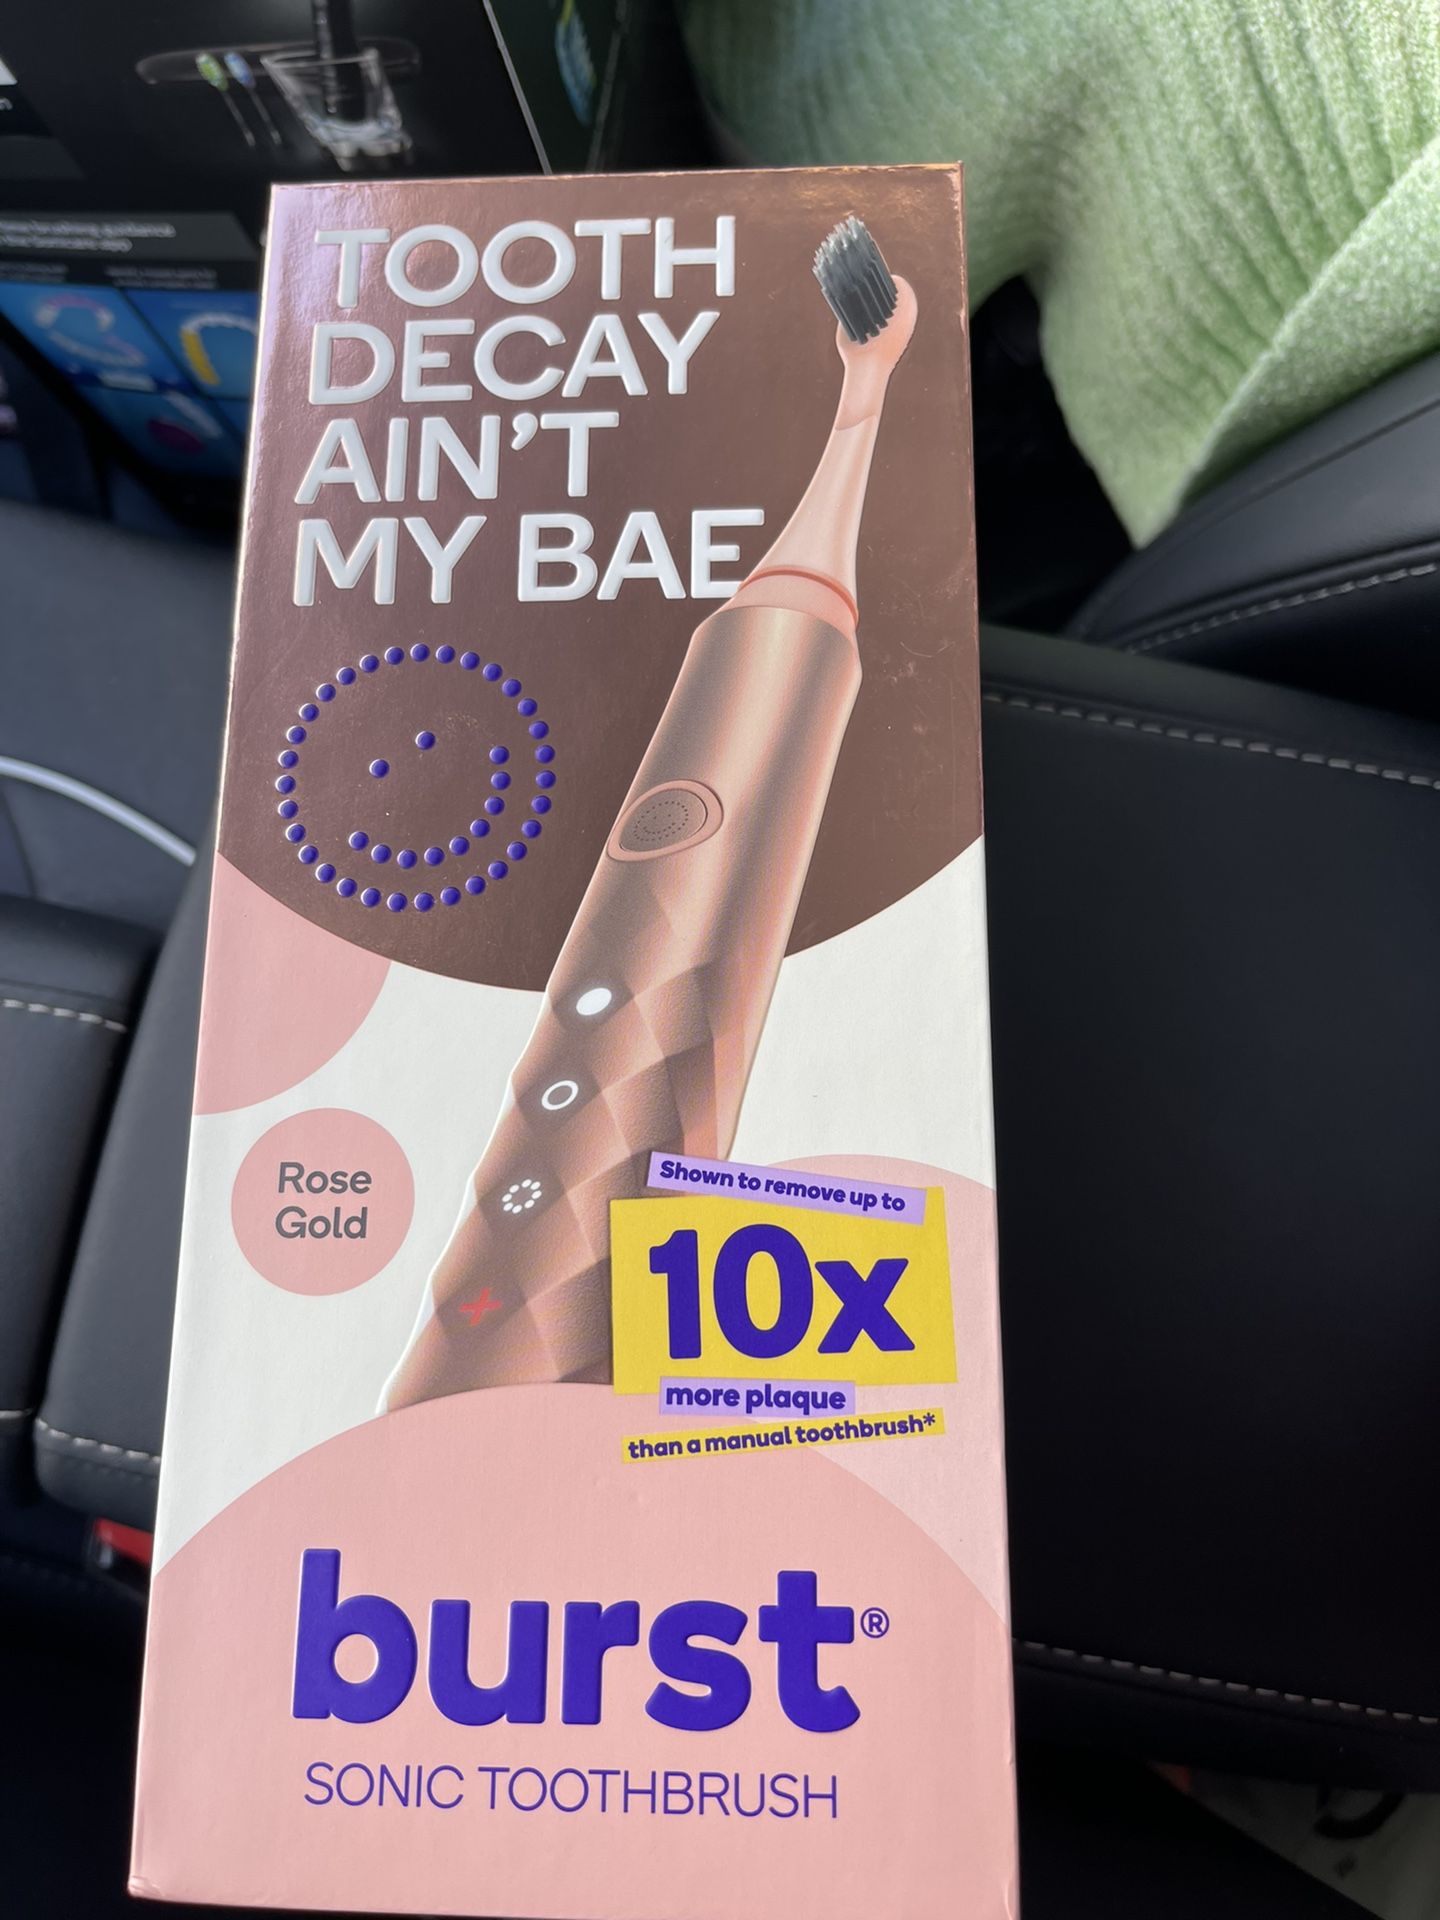 TOOTH
DECAY
AIN'T
MY BAE
Rose
Gold
Shown to remove up to
10x
more plaque
than a manual toothbrush*
burst®
SONIC TOOTHBRUSH